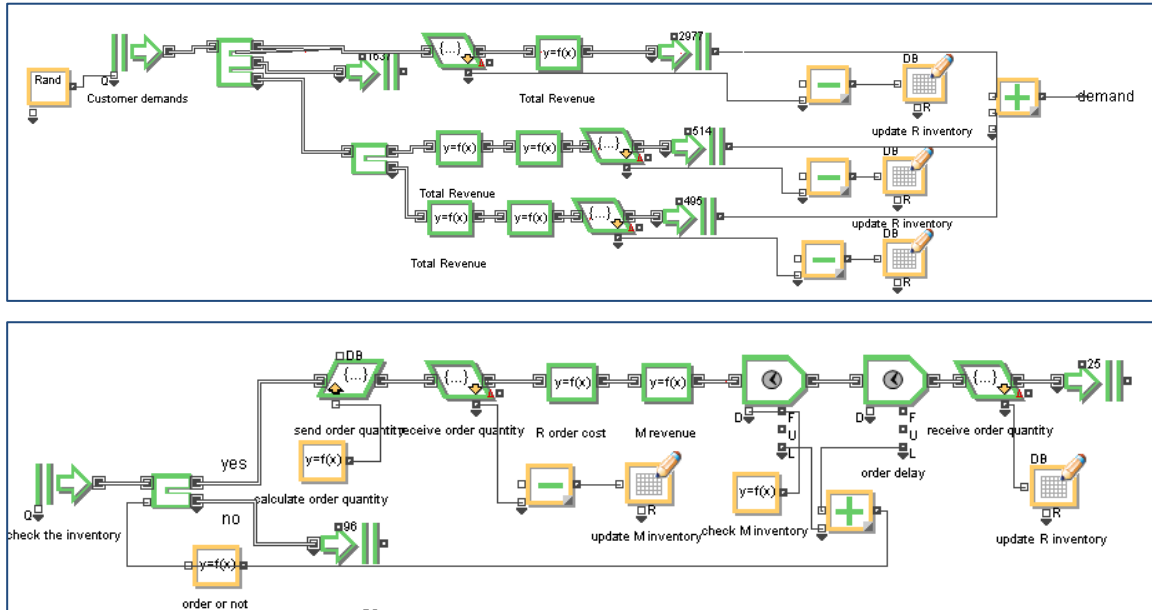 DB
2977
{...}
y=f(x)
1637
Rand
Q
Customer demands
Total Revenue
R
demand
update R inventory
514
DB
y=f(x)
y=f(x)
{...}
Total Revenue
R
update R inventory
495
DB
y=f(x)
y=f(x)
{...}
Total Revenue
R
DB
{...}
{...}
y=f(x)
y=f(x)
{...}
25
D
F
U
L
D
F
U
L
send order quantity
receive order quantity
R order cost
M revenue
order delay
receive order quantity
yes
y=f(x)
DB
DB
calculate order quantity
y=f(x)
Q
check the inventory
no
96
R
update M inventory
check M inventory
R
update R inventory
y=f(x)
order or not